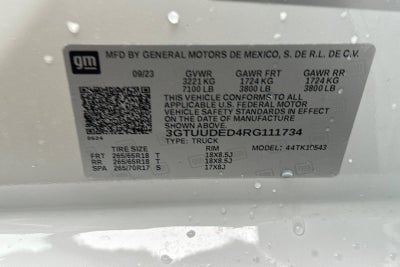 gm MFD BY GENERAL MOTORS DE MEXICO, S. DE R.L. DE C.V.
09/23 GVWR GAWR FRT GAWR RR
3221 KG 1724 KG 1724 KG
7100 LB 3800 LB 3800 LB
THIS VEHICLE CONFORMS TO ALL
APPLICABLE U.S. FEDERAL MOTOR
VEHICLE SAFETY STANDARDS IN EFFECT
ON THE DATE OF MANUFACTURE
SHOWN ABOVE.
3GTUUDED4RG111734
TYPE: TRUCK
TIRE SIZE RIM MODEL:
FRT 265/65R18 T 18X8.5J
RR 265/65R18 T 18X8.5J
SPA 265/70R17 S 17X8J